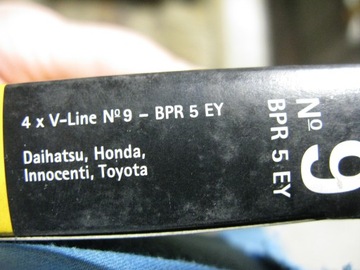 4 x V-Line Nº 9 – BPR 5 EY
Daihatsu, Honda,
Innocenti, Toyota
Nº 9
BPR 5 EY